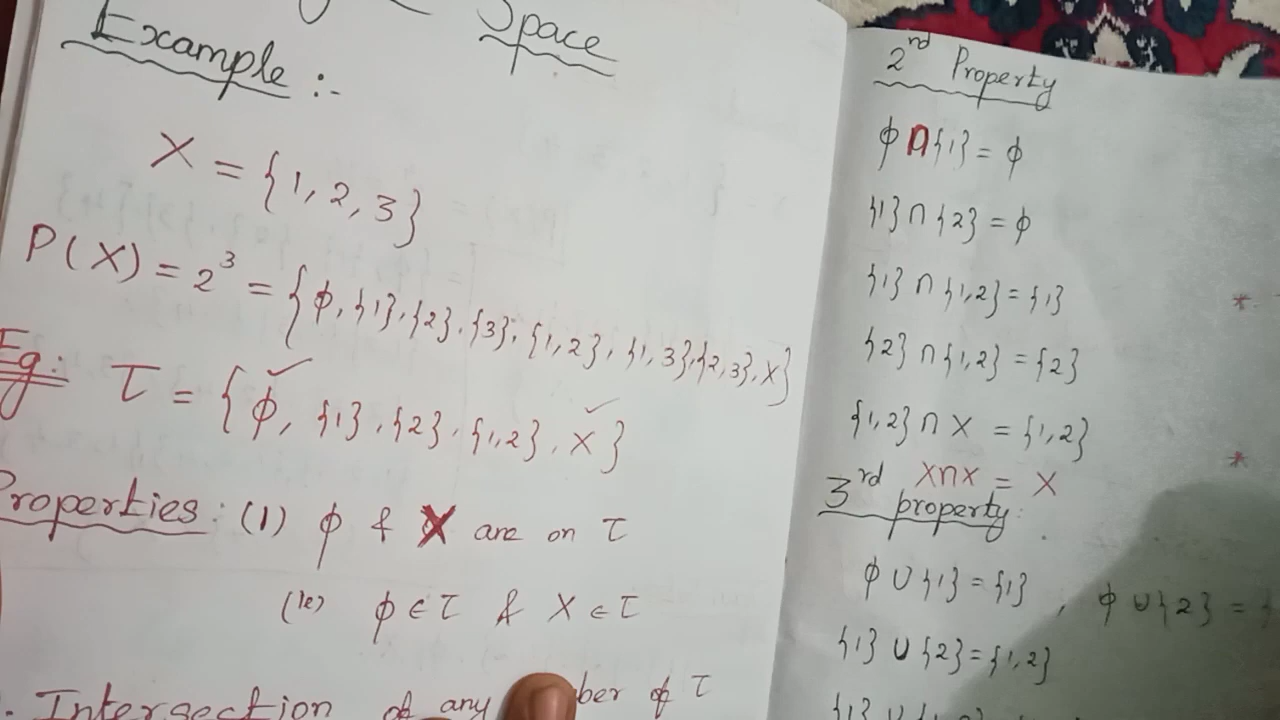 Space
Example :-
X = {1, 2, 3}
P(X) = 2³ = {ϕ, {1}, {2}, {3}, {1,2}, {1,3}, {2,3}, X}
Eg: τ = {ϕ, {1}, {2}, {1,2}, X}
Properties: (1) ϕ & X are on τ
(ie) ϕ ∈ τ & X ∈ τ
Intersection of any of τ
2nd Property
ϕ ∩ {1} = ϕ
{1} ∩ {2} = ϕ
{1} ∩ {1,2} = {1}
{2} ∩ {1,2} = {2}
{1,2} ∩ X = {1,2}
X ∩ X = X
3rd property:
ϕ ∪ {1} = {1}, ϕ ∪ {2} = {
{1} ∪ {2} = {1,2}